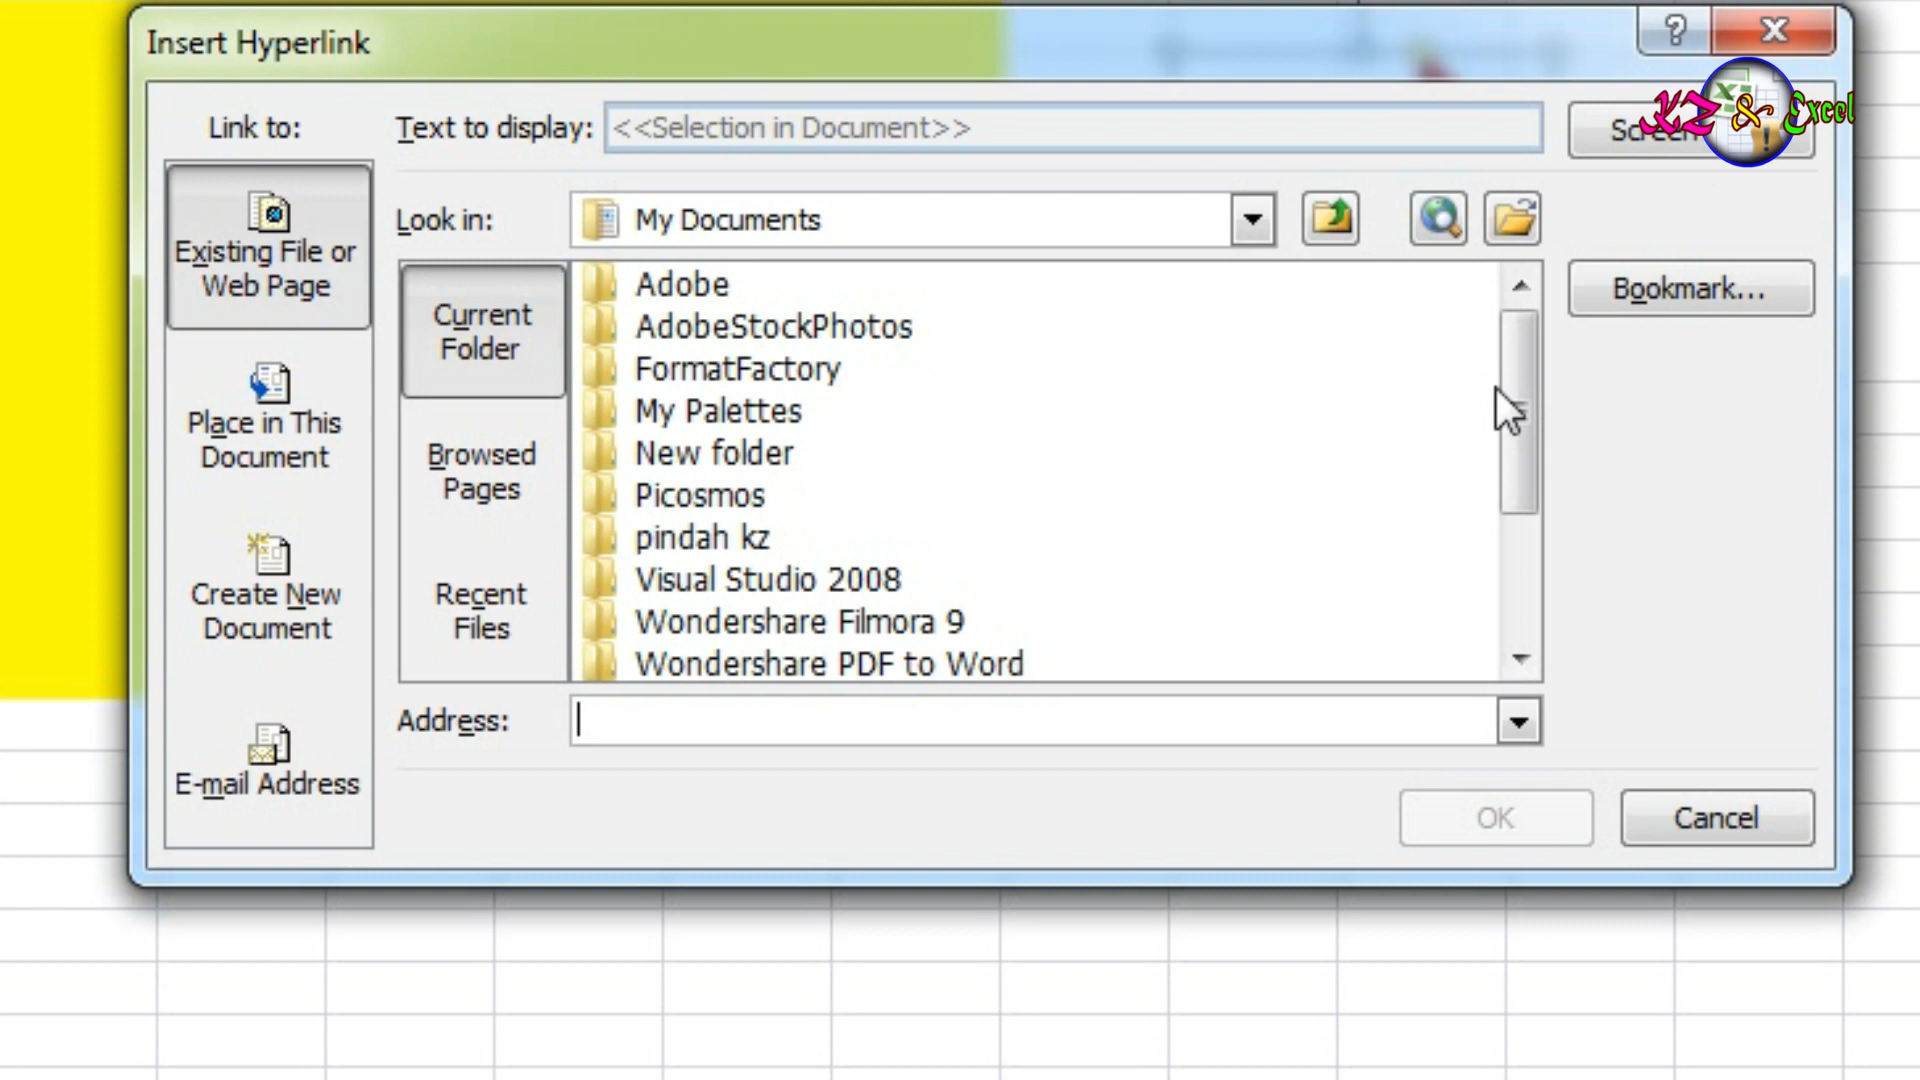 Insert Hyperlink
Link to:
Text to display: <<Selection in Document>>
KZ & Excel
Existing File or
Web Page
Look in: My Documents
Bookmark...
Current
Folder
Adobe
AdobeStockPhotos
FormatFactory
My Palettes
New folder
Picosmos
pindah kz
Visual Studio 2008
Wondershare Filmora 9
Wondershare PDF to Word
Place in This
Document
Browsed
Pages
Create New
Document
Recent
Files
Address:
E-mail Address
OK
Cancel